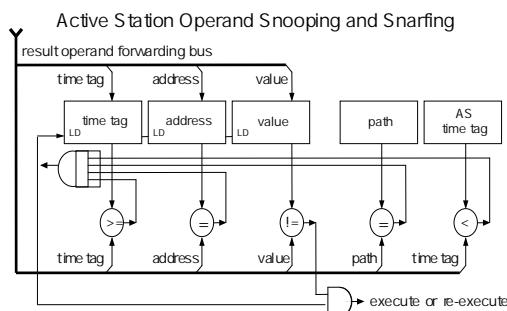 Active Station Operand Snooping and Snarfing
result operand forwarding bus
time tag address value
time tag address value path AS
time tag
LD LD LD
>= = != = <
time tag address value path time tag
execute or re-execute